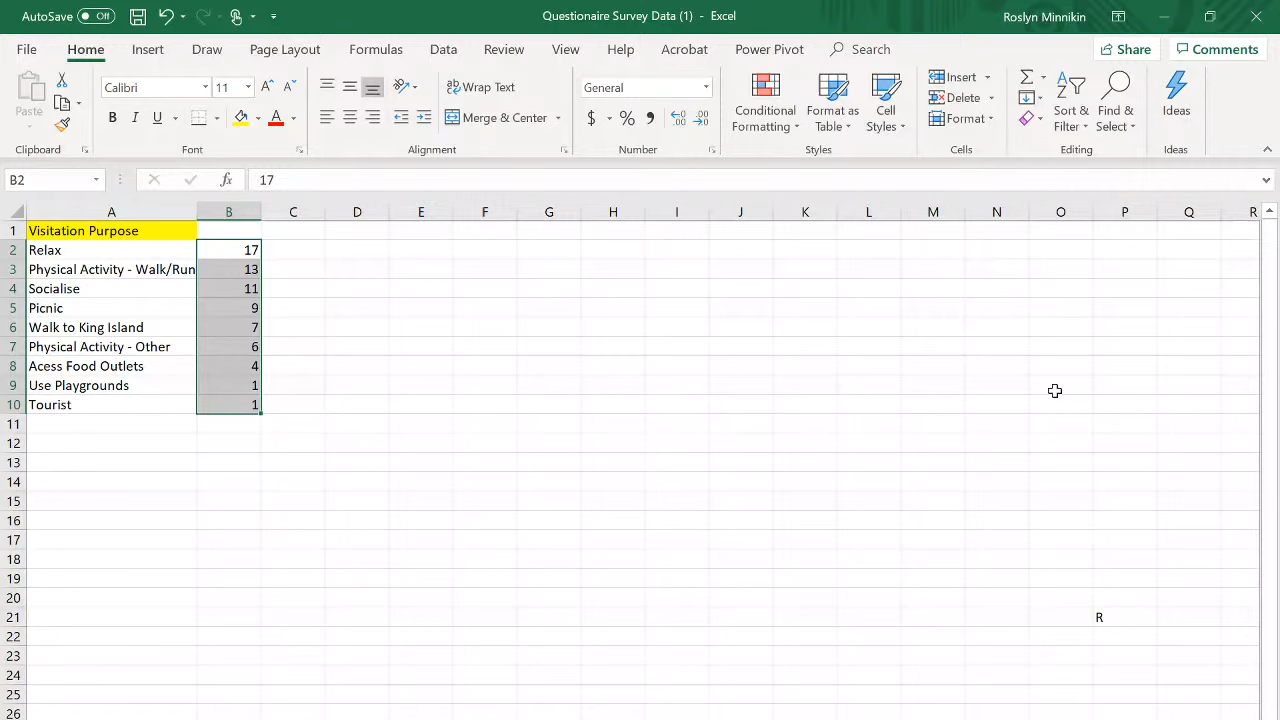 AutoSave Off Questionaire Survey Data (1) - Excel Roslyn Minnikin
File Home Insert Draw Page Layout Formulas Data Review View Help Acrobat Power Pivot Search Share Comments
Paste Calibri 11 Wrap Text General Conditional Formatting Format as Table Cell Styles Insert Sort & Filter Find & Select Ideas
B I U A Merge & Center $ % Delete
Format
Clipboard Font Alignment Number Styles Cells Editing Ideas
B2 fx 17
A B C D E F G H I J K L M N O P Q R
1 Visitation Purpose
2 Relax 17
3 Physical Activity - Walk/Run 13
4 Socialise 11
5 Picnic 9
6 Walk to King Island 7
7 Physical Activity - Other 6
8 Acess Food Outlets 4
9 Use Playgrounds 1
10 Tourist 1
11
12
13
14
15
16
17
18
19
20
21 R
22
23
24
25
26